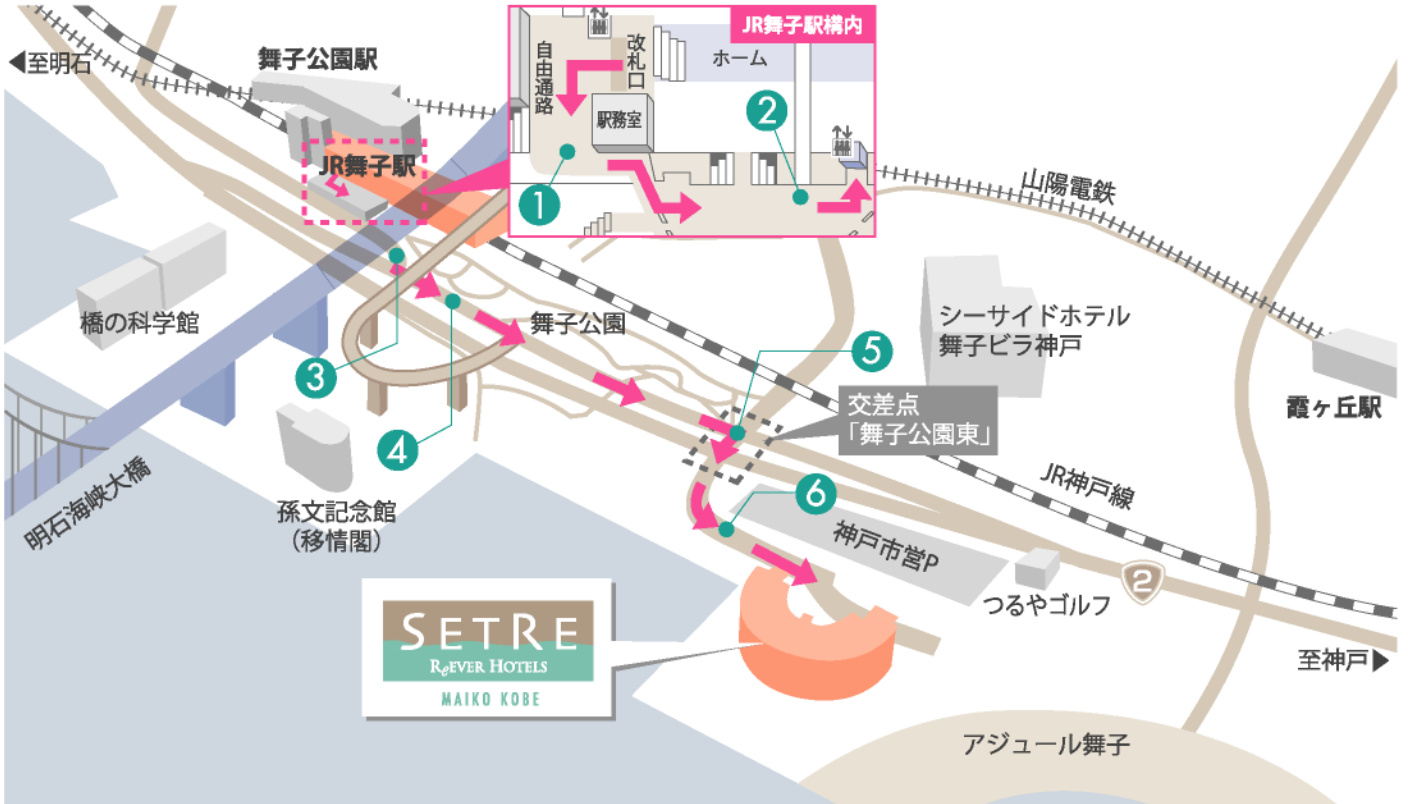 JR舞子駅構内
自由通路
改札口
ホーム
駅務室
1
2
◀至明石
舞子公園駅
JR舞子駅
山陽電鉄
橋の科学館
舞子公園
シーサイドホテル
舞子ビラ神戸
霞ヶ丘駅
3
4
5
交差点
「舞子公園東」
明石海峡大橋
孫文記念館
（移情閣）
JR神戸線
6
神戸市営P
つるやゴルフ
2
SETRE
ReEVER HOTELS
MAIKO KOBE
至神戸▶
アジュール舞子